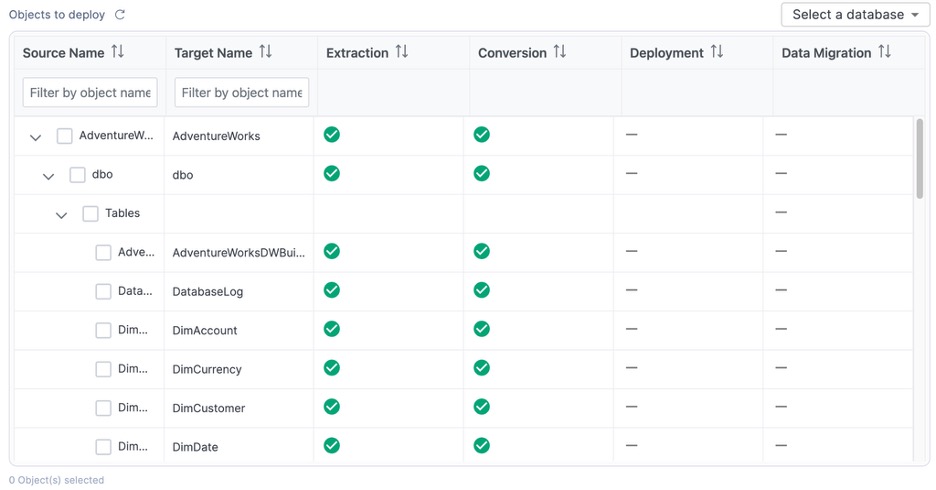 Objects to deploy
Select a database
Source Name Target Name Extraction Conversion Deployment Data Migration
Filter by object name Filter by object name
AdventureW... AdventureWorks — —
dbo dbo — —
Tables —
Adve... AdventureWorksDWBui... — —
Data... DatabaseLog — —
Dim... DimAccount — —
Dim... DimCurrency — —
Dim... DimCustomer — —
Dim... DimDate — —
0 Object(s) selected